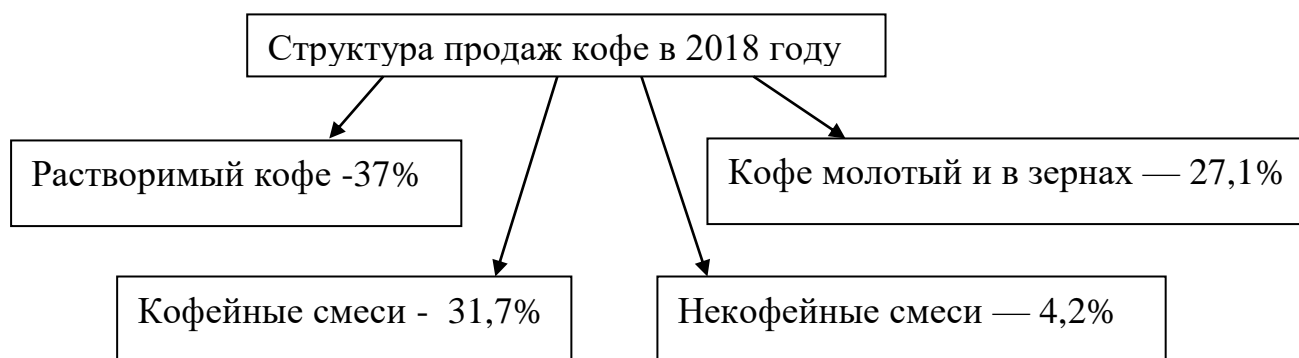 Структура продаж кофе в 2018 году
Растворимый кофе -37%
Кофе молотый и в зернах — 27,1%
Кофейные смеси - 31,7%
Некофейные смеси — 4,2%